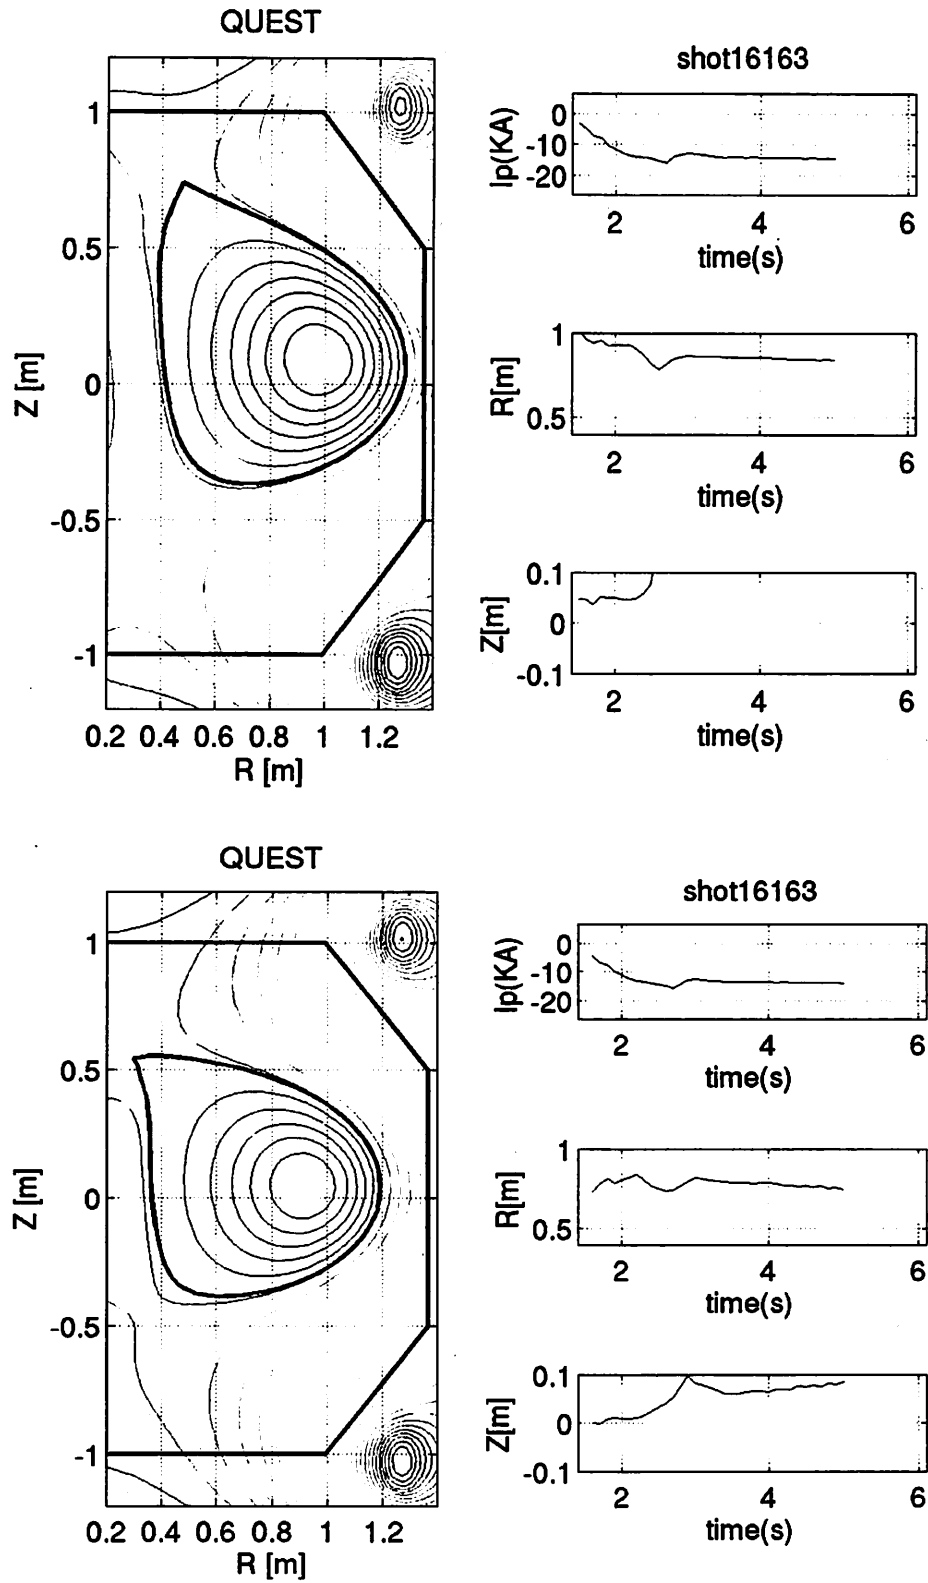 QUEST
Z [m]
1
0.5
0
-0.5
-1
0.2 0.4 0.6 0.8 1 1.2
R [m]
shot16163
Ip(KA)
0
-10
-20
2 4 6
time(s)
R[m]
1
0.5
2 4 6
time(s)
Z[m]
0.1
0
-0.1
2 4 6
time(s)
QUEST
Z [m]
1
0.5
0
-0.5
-1
0.2 0.4 0.6 0.8 1 1.2
R [m]
shot16163
Ip(KA)
0
-10
-20
2 4 6
time(s)
R[m]
1
0.5
2 4 6
time(s)
Z[m]
0.1
0
-0.1
2 4 6
time(s)